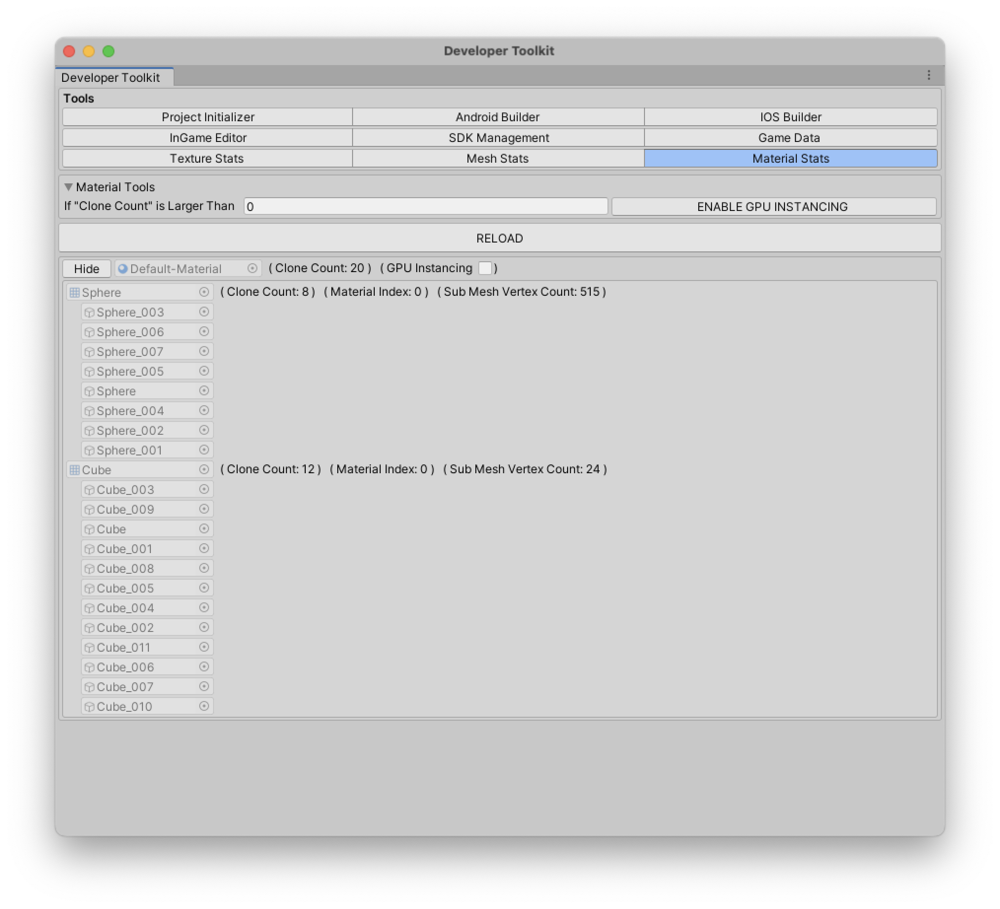 Developer Toolkit
Developer Toolkit
Tools
Project Initializer Android Builder IOS Builder
InGame Editor SDK Management Game Data
Texture Stats Mesh Stats Material Stats
Material Tools
If "Clone Count" is Larger Than 0 ENABLE GPU INSTANCING
RELOAD
Hide Default-Material ( Clone Count: 20 ) ( GPU Instancing )
Sphere ( Clone Count: 8 ) ( Material Index: 0 ) ( Sub Mesh Vertex Count: 515 )
Sphere_003
Sphere_006
Sphere_007
Sphere_005
Sphere
Sphere_004
Sphere_002
Sphere_001
Cube ( Clone Count: 12 ) ( Material Index: 0 ) ( Sub Mesh Vertex Count: 24 )
Cube_003
Cube_009
Cube
Cube_001
Cube_008
Cube_005
Cube_004
Cube_002
Cube_011
Cube_006
Cube_007
Cube_010